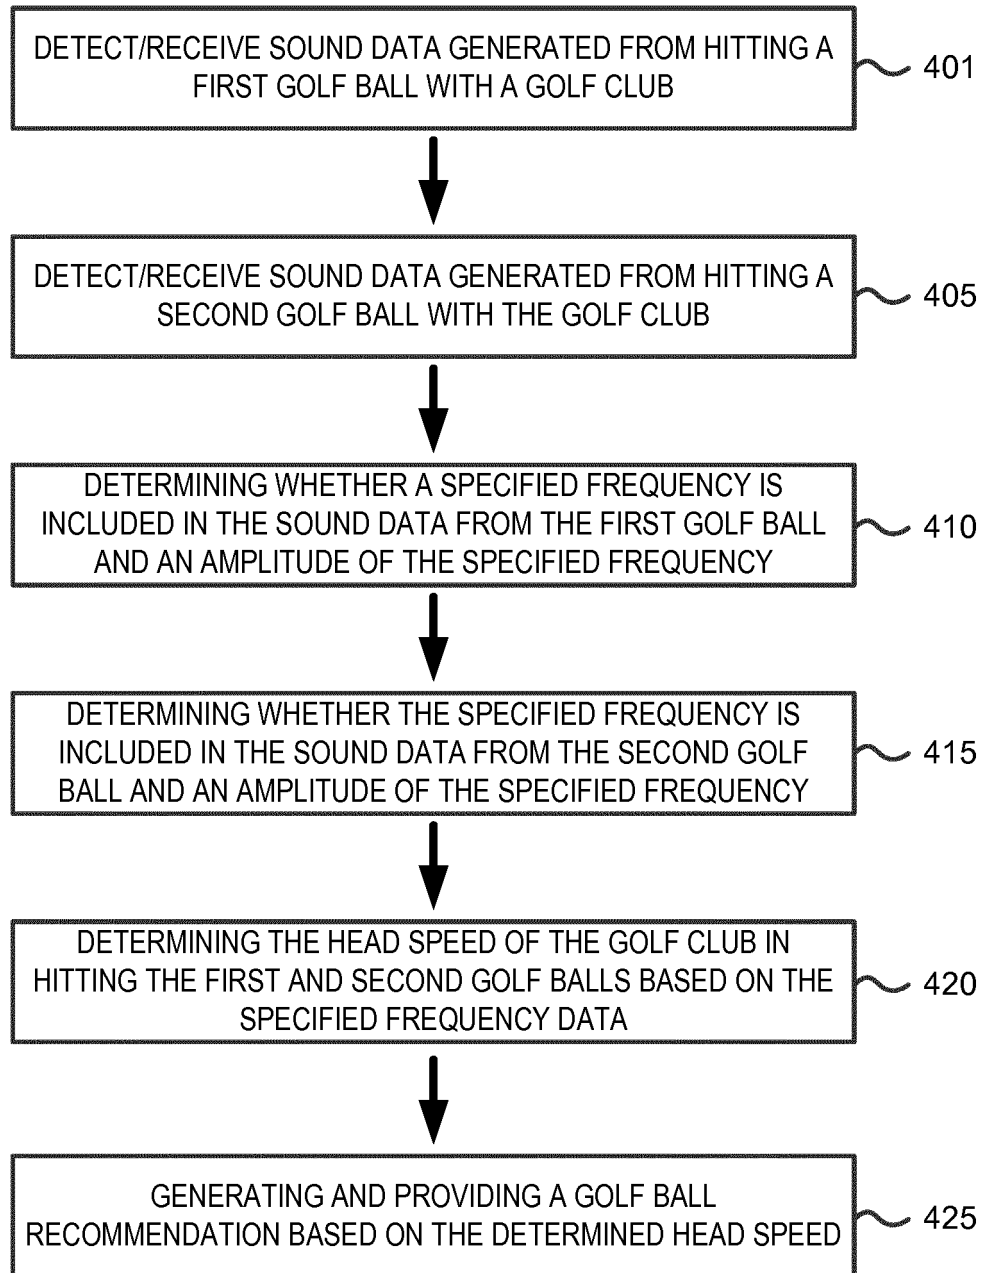 DETECT/RECEIVE SOUND DATA GENERATED FROM HITTING A
FIRST GOLF BALL WITH A GOLF CLUB
401
DETECT/RECEIVE SOUND DATA GENERATED FROM HITTING A
SECOND GOLF BALL WITH THE GOLF CLUB
405
DETERMINING WHETHER A SPECIFIED FREQUENCY IS
INCLUDED IN THE SOUND DATA FROM THE FIRST GOLF BALL
AND AN AMPLITUDE OF THE SPECIFIED FREQUENCY
410
DETERMINING WHETHER THE SPECIFIED FREQUENCY IS
INCLUDED IN THE SOUND DATA FROM THE SECOND GOLF
BALL AND AN AMPLITUDE OF THE SPECIFIED FREQUENCY
415
DETERMINING THE HEAD SPEED OF THE GOLF CLUB IN
HITTING THE FIRST AND SECOND GOLF BALLS BASED ON THE
SPECIFIED FREQUENCY DATA
420
GENERATING AND PROVIDING A GOLF BALL
RECOMMENDATION BASED ON THE DETERMINED HEAD SPEED
425